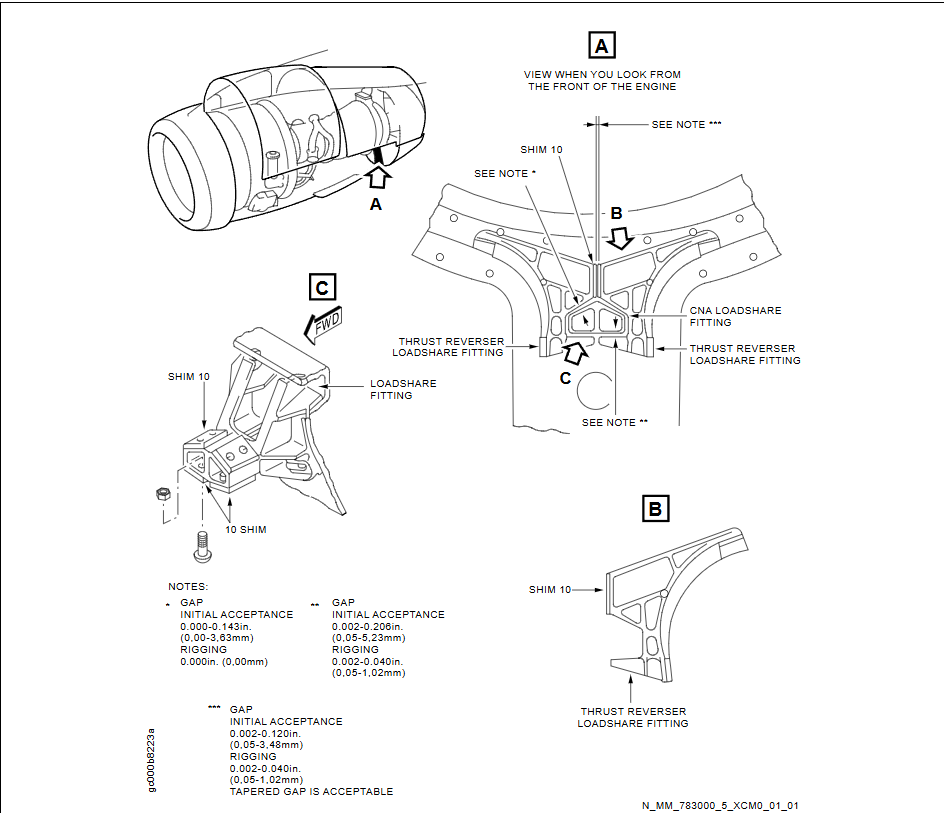 A
VIEW WHEN YOU LOOK FROM
THE FRONT OF THE ENGINE
SEE NOTE ***
SHIM 10
SEE NOTE *
B
A
CNA LOADSHARE
FITTING
THRUST REVERSER
LOADSHARE FITTING
THRUST REVERSER
LOADSHARE FITTING
C
SEE NOTE **
C
FWD
SHIM 10
LOADSHARE
FITTING
10 SHIM
B
SHIM 10
THRUST REVERSER
LOADSHARE FITTING
NOTES:
* GAP
INITIAL ACCEPTANCE
0.000-0.143in.
(0,00-3,63mm)
RIGGING
0.000in. (0,00mm)
** GAP
INITIAL ACCEPTANCE
0.002-0.206in.
(0,05-5,23mm)
RIGGING
0.002-0.040in.
(0,05-1,02mm)
*** GAP
INITIAL ACCEPTANCE
0.002-0.120in.
(0,05-3,48mm)
RIGGING
0.002-0.040in.
(0,05-1,02mm)
TAPERED GAP IS ACCEPTABLE
gc000b8223a
N_MM_783000_5_XCM0_01_01